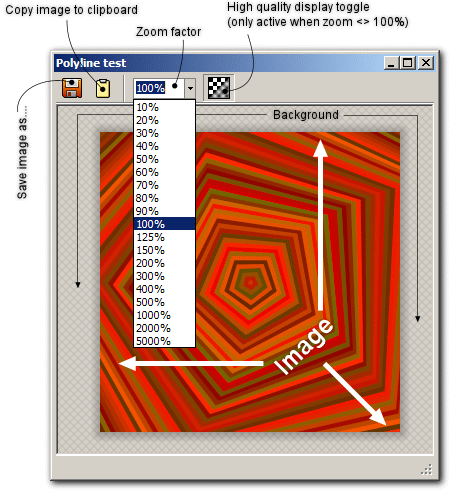 Copy image to clipboard
Zoom factor
High quality display toggle
(only active when zoom <> 100%)
Save image as....
Polyline test
100%
Background
10%
20%
30%
40%
50%
60%
70%
80%
90%
100%
125%
150%
200%
300%
400%
500%
1000%
2000%
5000%
Image